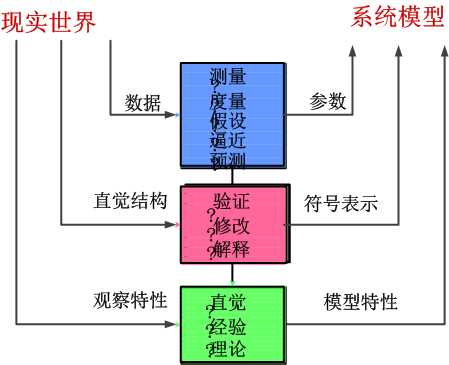 现实世界
系统模型
数据
?测量
?度量
?假设
?逼近
?预测
参数
直觉结构
?验证
?修改
?解释
符号表示
观察特性
?直觉
?经验
?理论
模型特性